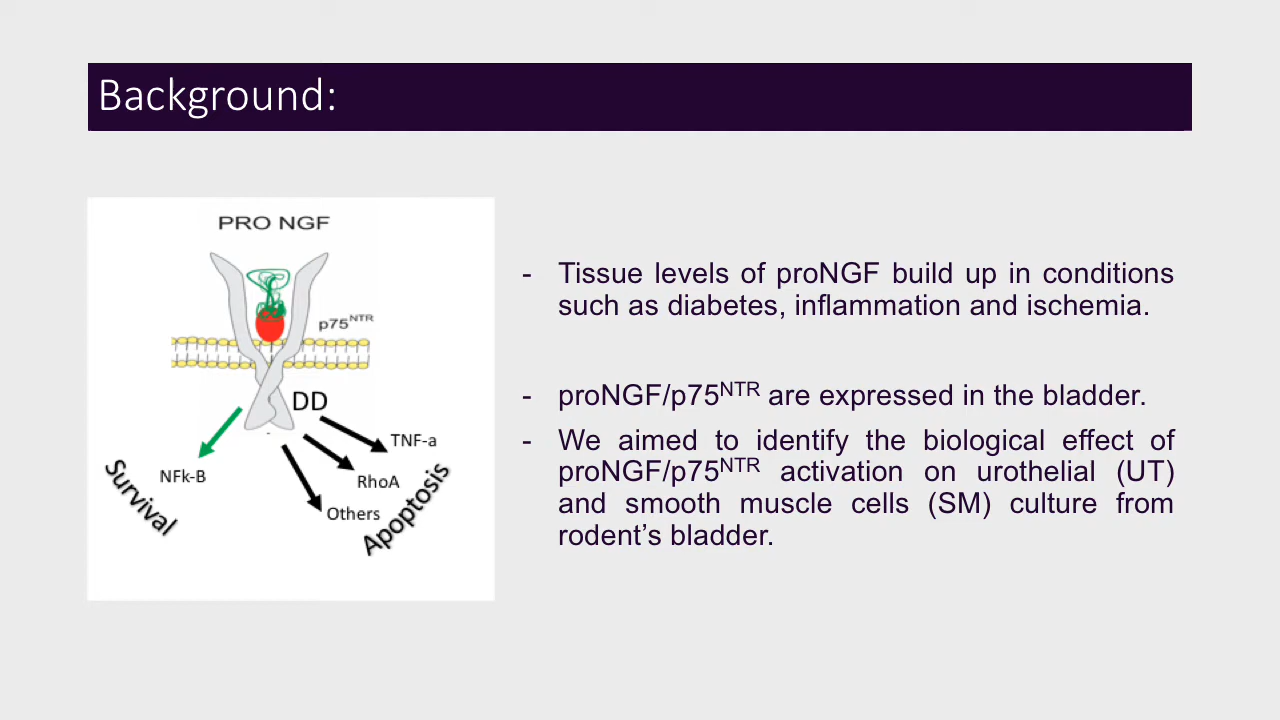 Background:
PRO NGF
p75NTR
DD
TNF-a
NFk-B
RhoA
Others
Survival
Apoptosis
- Tissue levels of proNGF build up in conditions
such as diabetes, inflammation and ischemia.
- proNGF/p75NTR are expressed in the bladder.
- We aimed to identify the biological effect of
proNGF/p75NTR activation on urothelial (UT)
and smooth muscle cells (SM) culture from
rodent’s bladder.